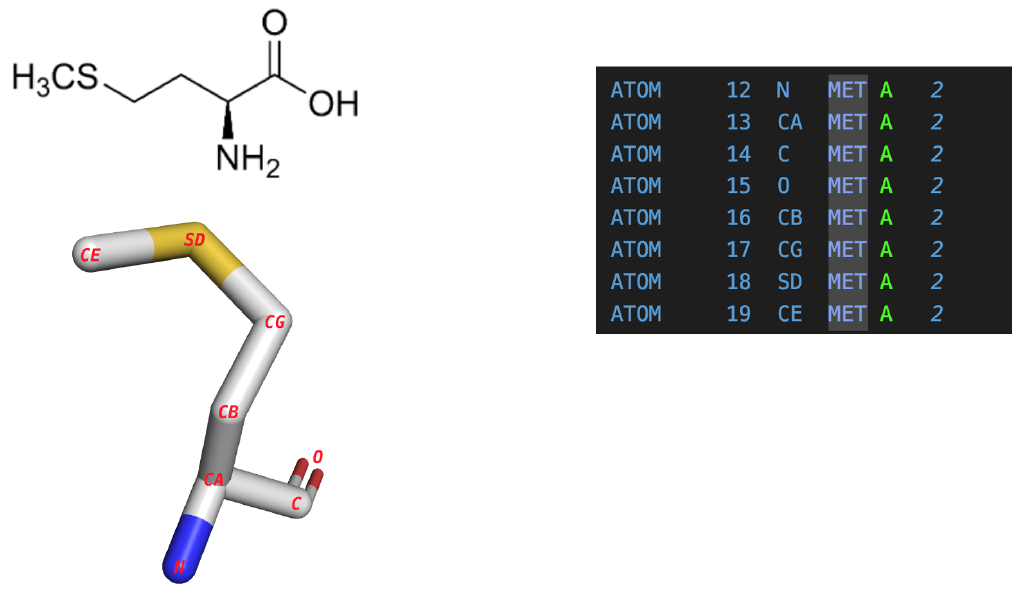 O
H₃CS
OH
NH₂
CE
SD
CG
CB
CA
O
C
N
ATOM 12 N MET A 2
ATOM 13 CA MET A 2
ATOM 14 C MET A 2
ATOM 15 O MET A 2
ATOM 16 CB MET A 2
ATOM 17 CG MET A 2
ATOM 18 SD MET A 2
ATOM 19 CE MET A 2